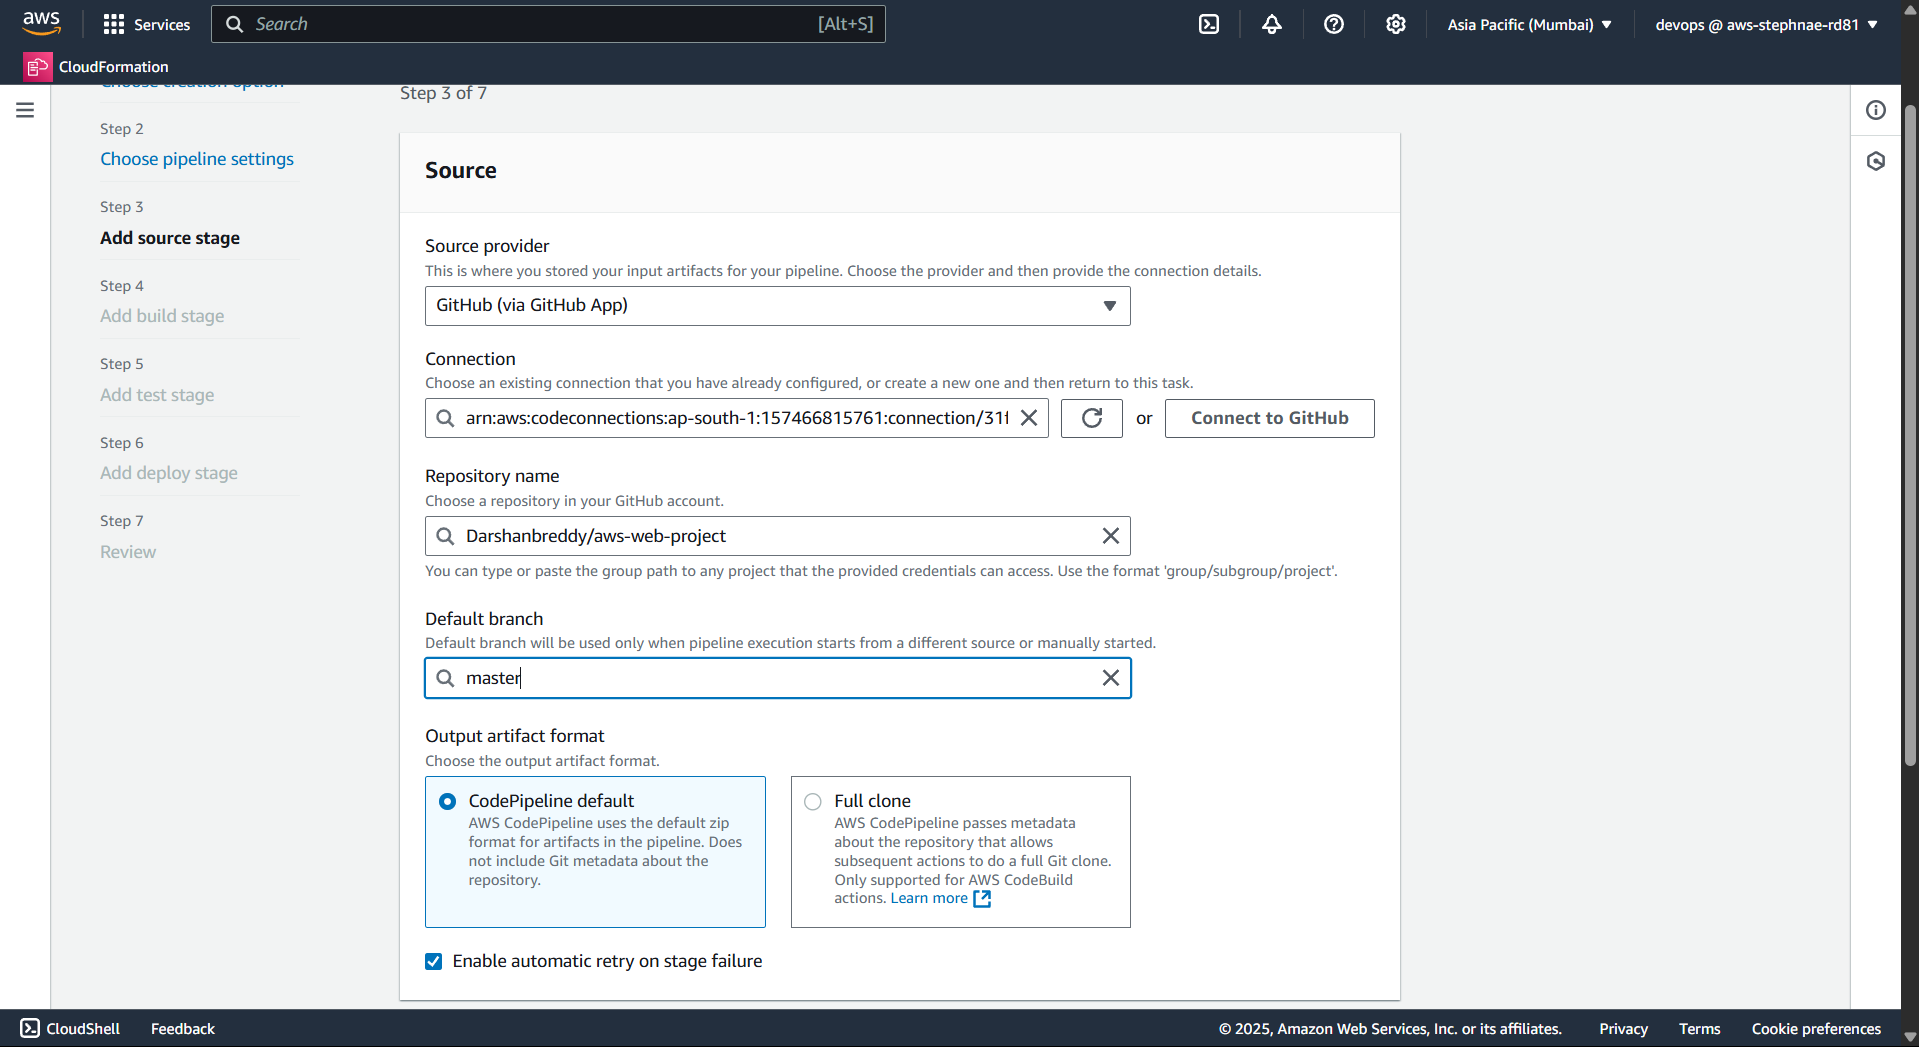 aws
Services
Search
[Alt+S]
Asia Pacific (Mumbai)
devops @ aws-stephnae-rd81
CloudFormation
Choose creation option
Step 2
Choose pipeline settings
Step 3
Add source stage
Step 4
Add build stage
Step 5
Add test stage
Step 6
Add deploy stage
Step 7
Review
Step 3 of 7
Source
Source provider
This is where you stored your input artifacts for your pipeline. Choose the provider and then provide the connection details.
GitHub (via GitHub App)
Connection
Choose an existing connection that you have already configured, or create a new one and then return to this task.
arn:aws:codeconnections:ap-south-1:157466815761:connection/31f
or
Connect to GitHub
Repository name
Choose a repository in your GitHub account.
Darshanbreddy/aws-web-project
You can type or paste the group path to any project that the provided credentials can access. Use the format 'group/subgroup/project'.
Default branch
Default branch will be used only when pipeline execution starts from a different source or manually started.
master
Output artifact format
Choose the output artifact format.
CodePipeline default
AWS CodePipeline uses the default zip
format for artifacts in the pipeline. Does
not include Git metadata about the
repository.
Full clone
AWS CodePipeline passes metadata
about the repository that allows
subsequent actions to do a full Git clone.
Only supported for AWS CodeBuild
actions. Learn more
Enable automatic retry on stage failure
CloudShell
Feedback
© 2025, Amazon Web Services, Inc. or its affiliates.
Privacy
Terms
Cookie preferences